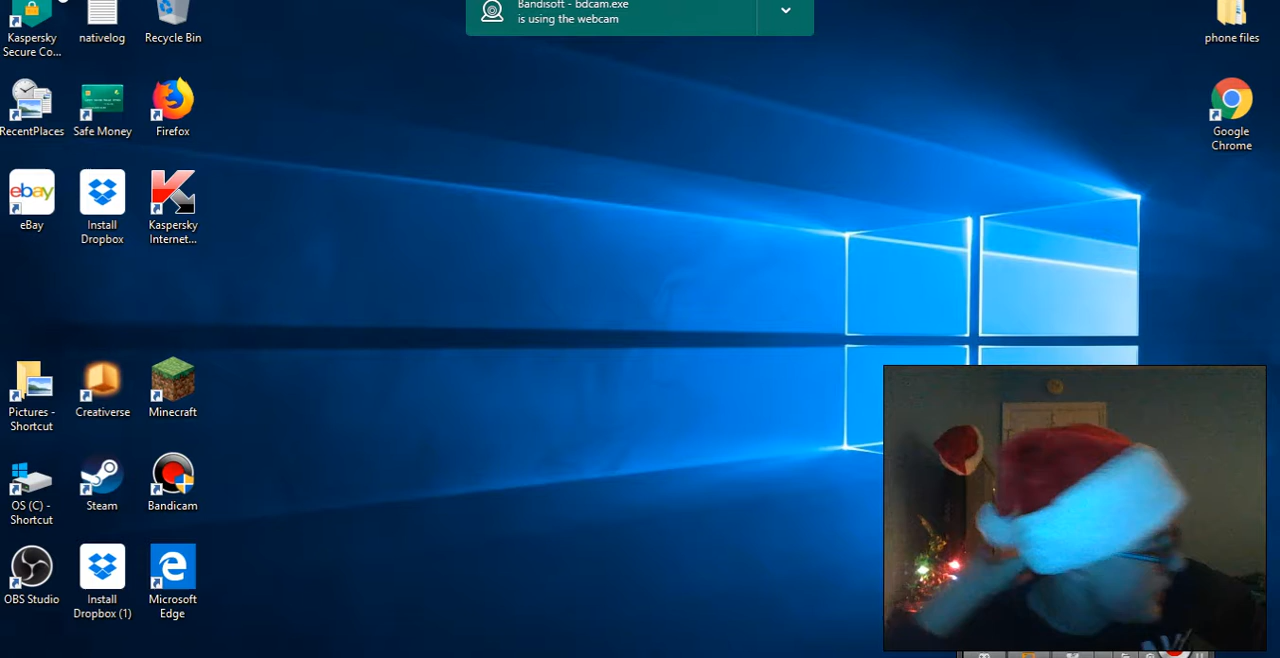 Bandisoft - bdcam.exe
is using the webcam
Kaspersky
Secure Co...
nativelog
Recycle Bin
phone files
RecentPlaces
Safe Money
Firefox
Google
Chrome
ebay
eBay
Install
Dropbox
Kaspersky
Internet...
Pictures -
Shortcut
Creativerse
Minecraft
OS (C) -
Shortcut
Steam
Bandicam
OBS Studio
Install
Dropbox (1)
Microsoft
Edge